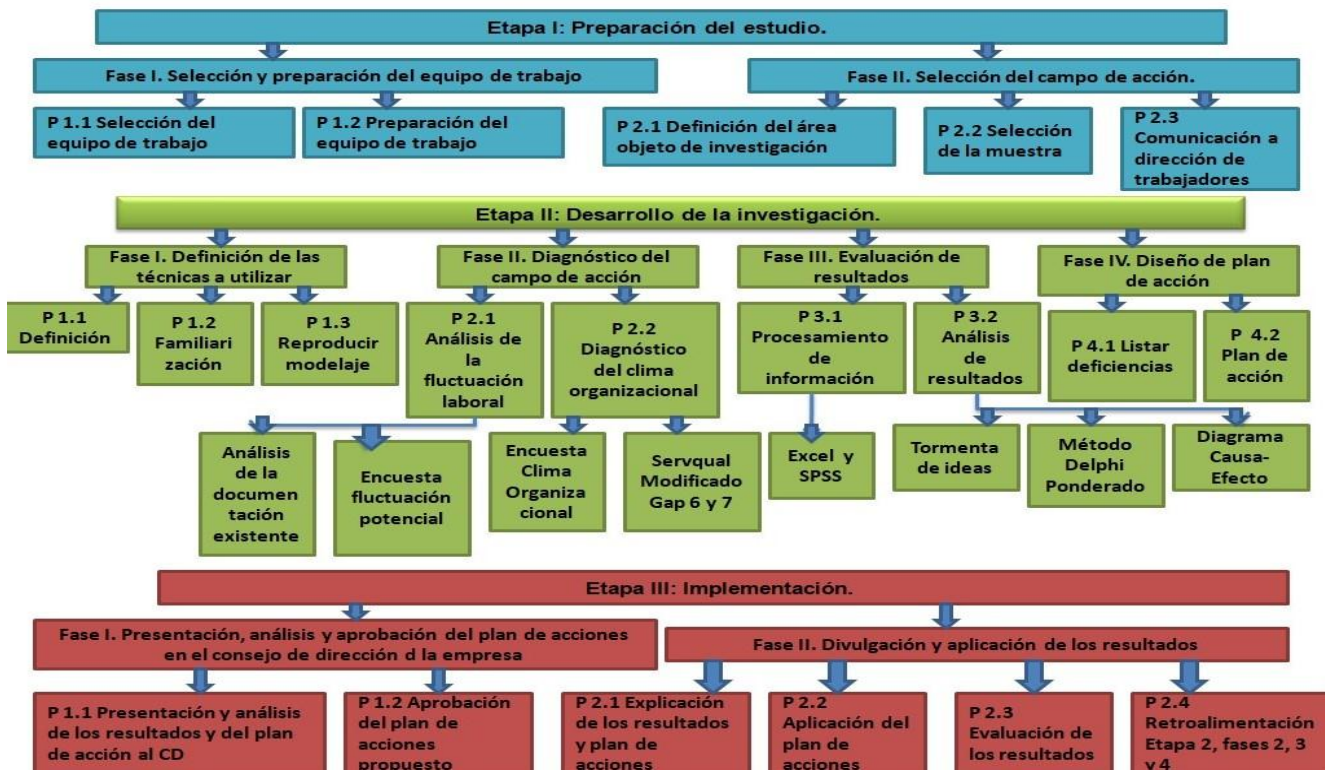 Etapa I: Preparación del estudio.
Fase I. Selección y preparación del equipo de trabajo
Fase II. Selección del campo de acción.
P 1.1 Selección del
equipo de trabajo
P 1.2 Preparación del
equipo de trabajo
P 2.1 Definición del área
objeto de investigación
P 2.2 Selección
de la muestra
P 2.3
Comunicación a
dirección de
trabajadores
Etapa II: Desarrollo de la investigación.
Fase I. Definición de las
técnicas a utilizar
Fase II. Diagnóstico del
campo de acción
Fase III. Evaluación de
resultados
Fase IV. Diseño de plan
de acción
P 1.1
Definición
P 1.2
Familiari
zación
P 1.3
Reproducir
modelaje
P 2.1
Análisis de
la
fluctuación
laboral
P 2.2
Diagnóstico
del clima
organizacional
P 3.1
Procesamiento
de
información
P 3.2
Análisis
de
resultados
P 4.1 Listar
deficiencias
P 4.2
Plan de
acción
Análisis
de la
documen
tación
existente
Encuesta
fluctuación
potencial
Encuesta
Clima
Organiza
cional
Servqual
Modificado
Gap 6 y 7
Excel y
SPSS
Tormenta
de ideas
Método
Delphi
Ponderado
Diagrama
Causa-
Efecto
Etapa III: Implementación.
Fase I. Presentación, análisis y aprobación del plan de acciones
en el consejo de dirección d la empresa
Fase II. Divulgación y aplicación de los resultados
P 1.1 Presentación y análisis
de los resultados y del plan
de acción al CD
P 1.2 Aprobación
del plan de
acciones
propuesto
P 2.1 Explicación
de los resultados
y plan de
acciones
P 2.2
Aplicación del
plan de
acciones
P 2.3
Evaluación de
los resultados
P 2.4
Retroalimentación
Etapa 2, fases 2, 3
y 4